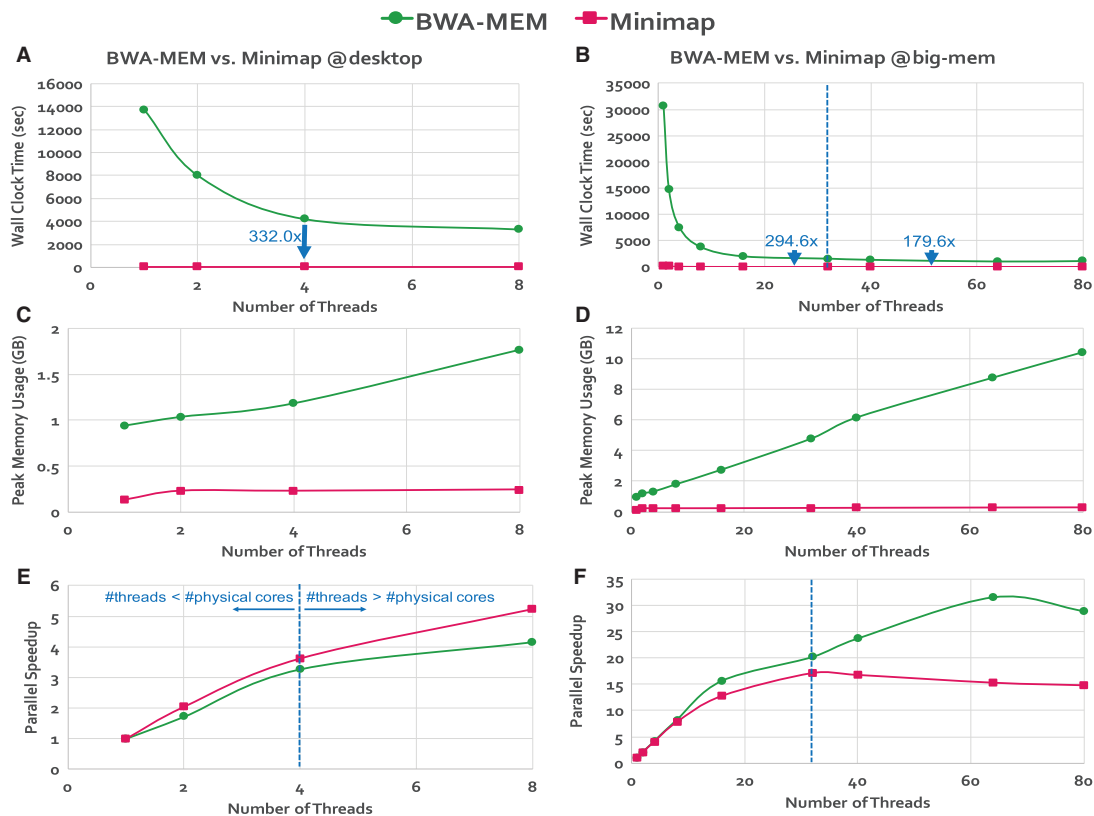 BWA-MEM Minimap
A
BWA-MEM vs. Minimap @desktop
Wall Clock Time (sec)
16000
14000
12000
10000
8000
6000
4000
2000
0
332.0x
0 2 4 6 8
Number of Threads
B
BWA-MEM vs. Minimap @big-mem
Wall Clock Time (sec)
35000
30000
25000
20000
15000
10000
5000
0
294.6x 179.6x
0 20 40 60 80
Number of Threads
C
Peak Memory Usage (GB)
2
1.5
1
0.5
0
0 2 4 6 8
Number of Threads
D
Peak Memory Usage (GB)
12
10
8
6
4
2
0
0 20 40 60 80
Number of Threads
E
Parallel Speedup
6
5
4
3
2
1
0
#threads < #physical cores #threads > #physical cores
0 2 4 6 8
Number of Threads
F
Parallel Speedup
35
30
25
20
15
10
5
0
0 20 40 60 80
Number of Threads